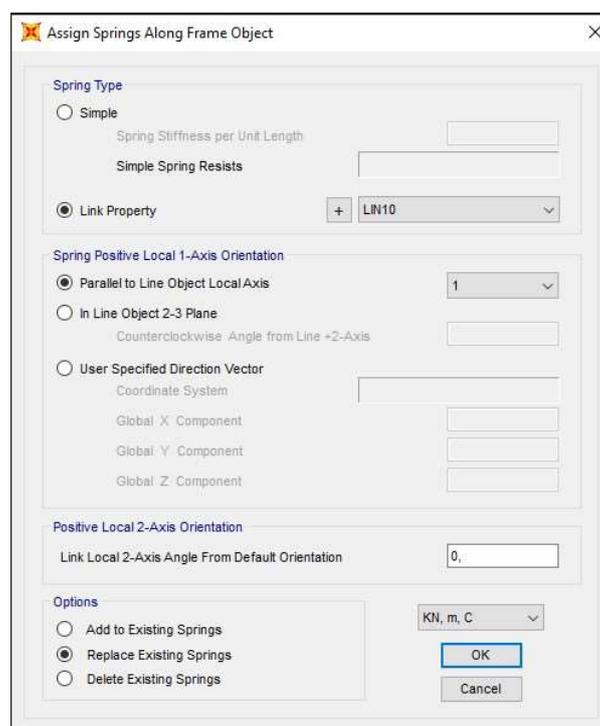 Assign Springs Along Frame Object
Spring Type
Simple
Spring Stiffness per Unit Length
Simple Spring Resists
Link Property + LIN10
Spring Positive Local 1-Axis Orientation
Parallel to Line Object Local Axis 1
In Line Object 2-3 Plane
Counterclockwise Angle from Line +2-Axis
User Specified Direction Vector
Coordinate System
Global X Component
Global Y Component
Global Z Component
Positive Local 2-Axis Orientation
Link Local 2-Axis Angle From Default Orientation 0,
Options
Add to Existing Springs
Replace Existing Springs
Delete Existing Springs
KN, m, C
OK
Cancel